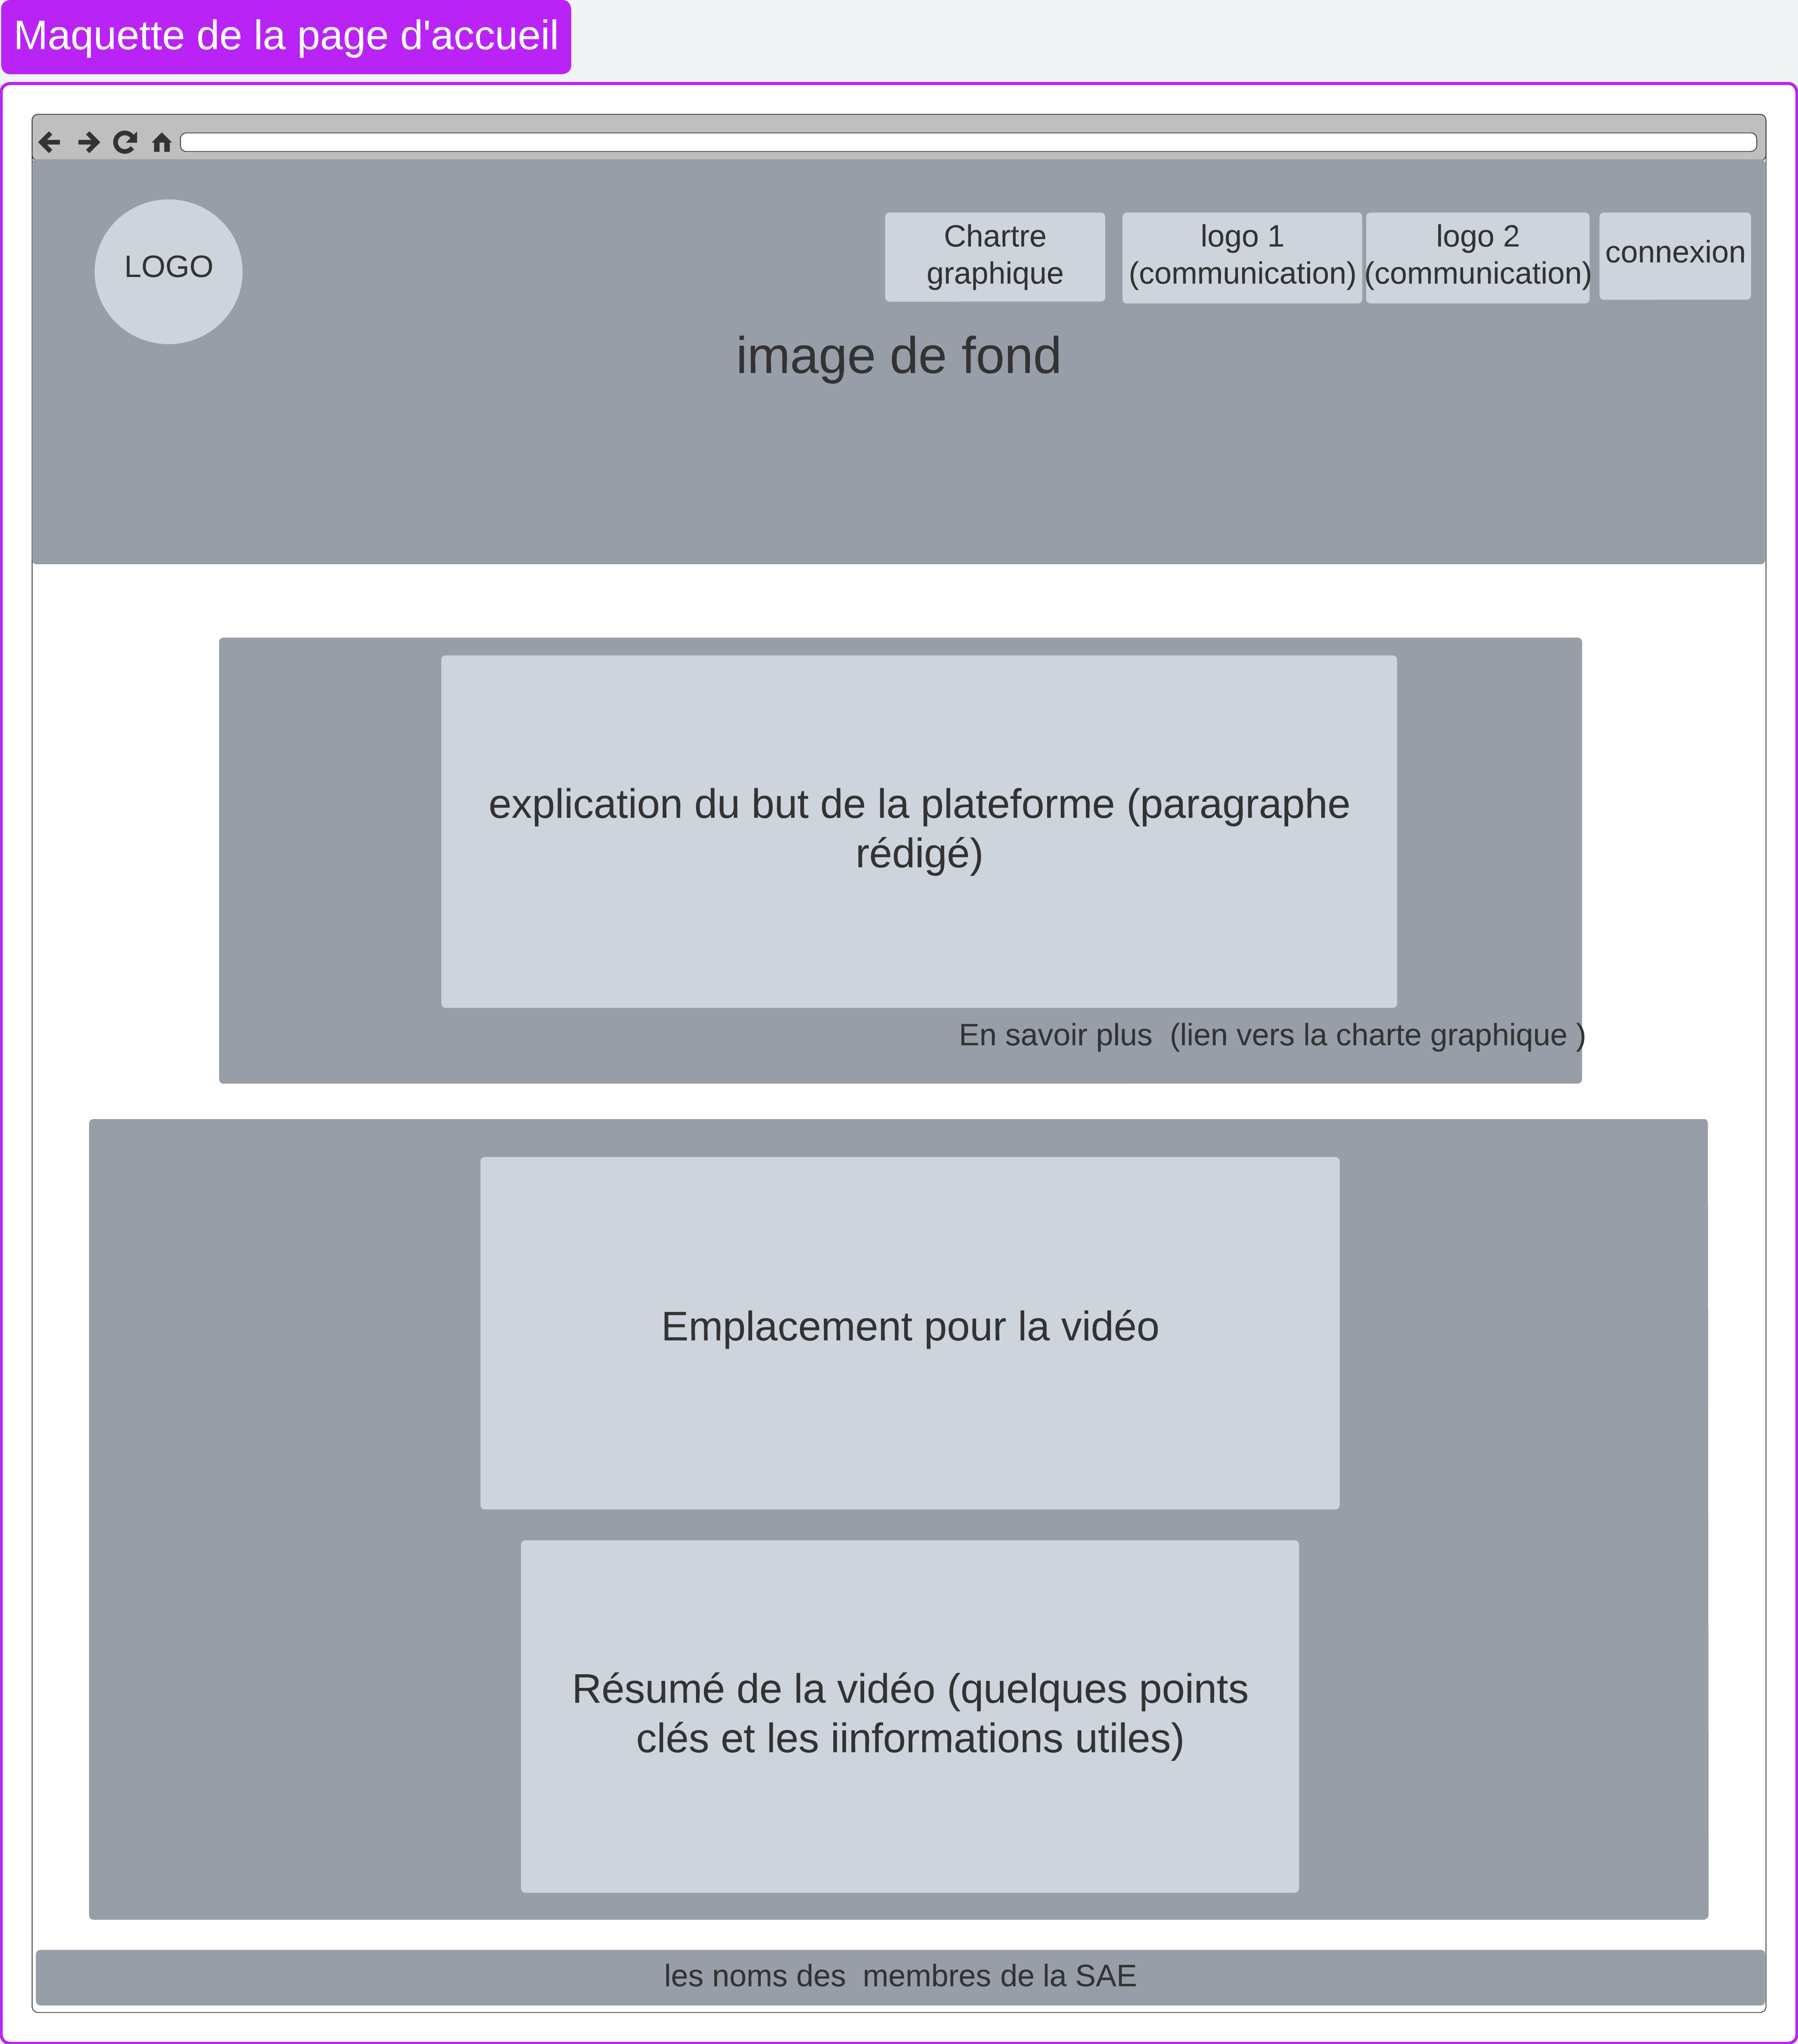 Maquette de la page d'accueil
LOGO
Chartre
graphique
logo 1
(communication)
logo 2
(communication)
connexion
image de fond
explication du but de la plateforme (paragraphe
rédigé)
En savoir plus  (lien vers la charte graphique )
Emplacement pour la vidéo
Résumé de la vidéo (quelques points
clés et les iinformations utiles)
les noms des  membres de la SAE